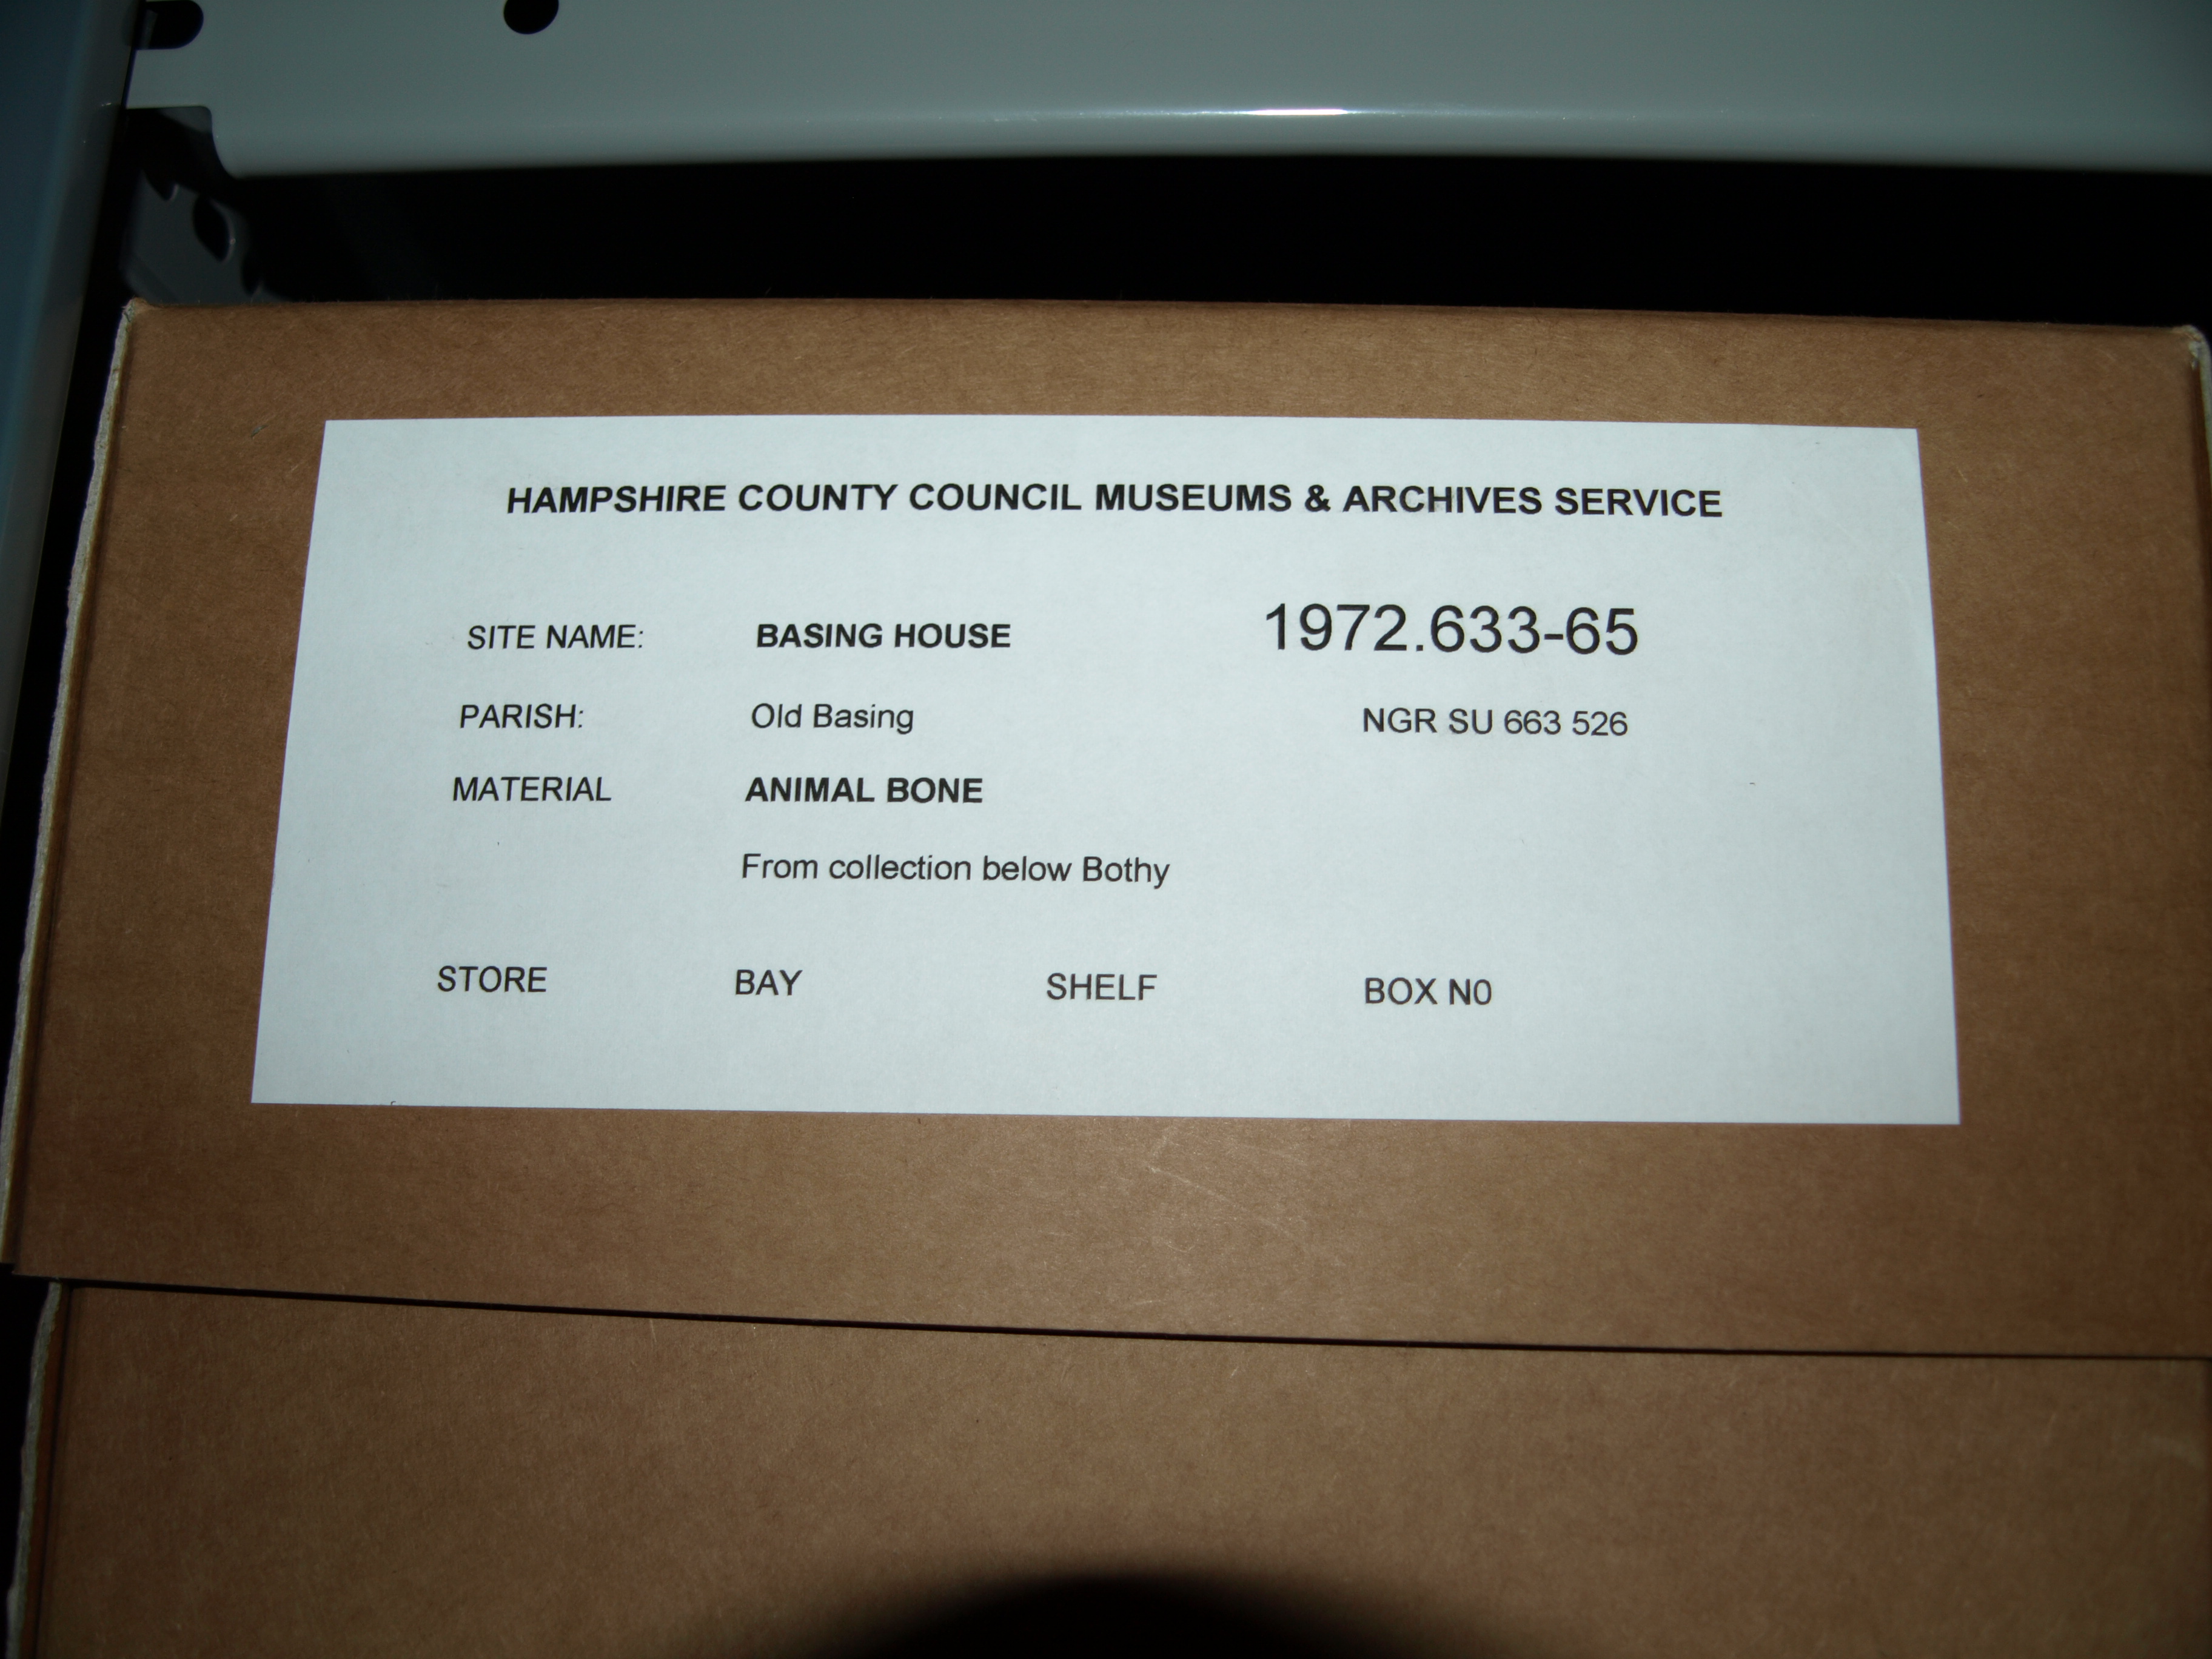 HAMPSHIRE COUNTY COUNCIL MUSEUMS & ARCHIVES SERVICE
SITE NAME: BASING HOUSE 1972.633-65
PARISH: Old Basing NGR SU 663 526
MATERIAL ANIMAL BONE
From collection below Bothy
STORE BAY SHELF BOX N0